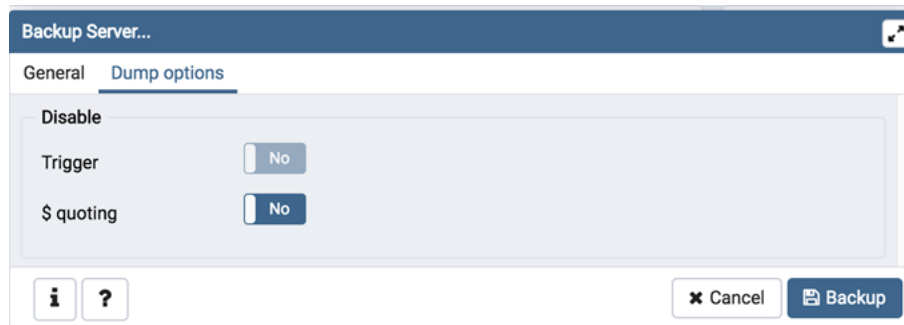 Backup Server...
General Dump options
Disable
Trigger No
$ quoting No
i ? ✖ Cancel Backup